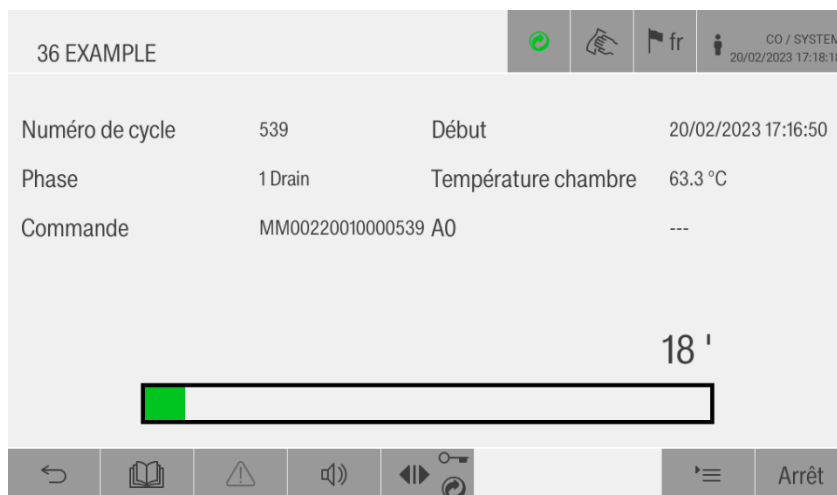 36 EXAMPLE
fr
CO / SYSTEM
20/02/2023 17:18:18
Numéro de cycle 539 Début 20/02/2023 17:16:50
Phase 1 Drain Température chambre 63.3 °C
Commande MM00220010000539 A0 ---
18 '
Arrêt